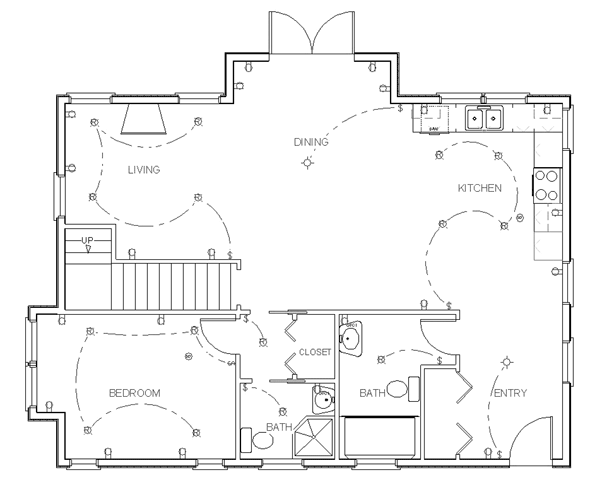 DINING
LIVING
KITCHEN
UP
CLOSET
BEDROOM
BATH
ENTRY
BATH
$
$
$
$
$
$
$
$